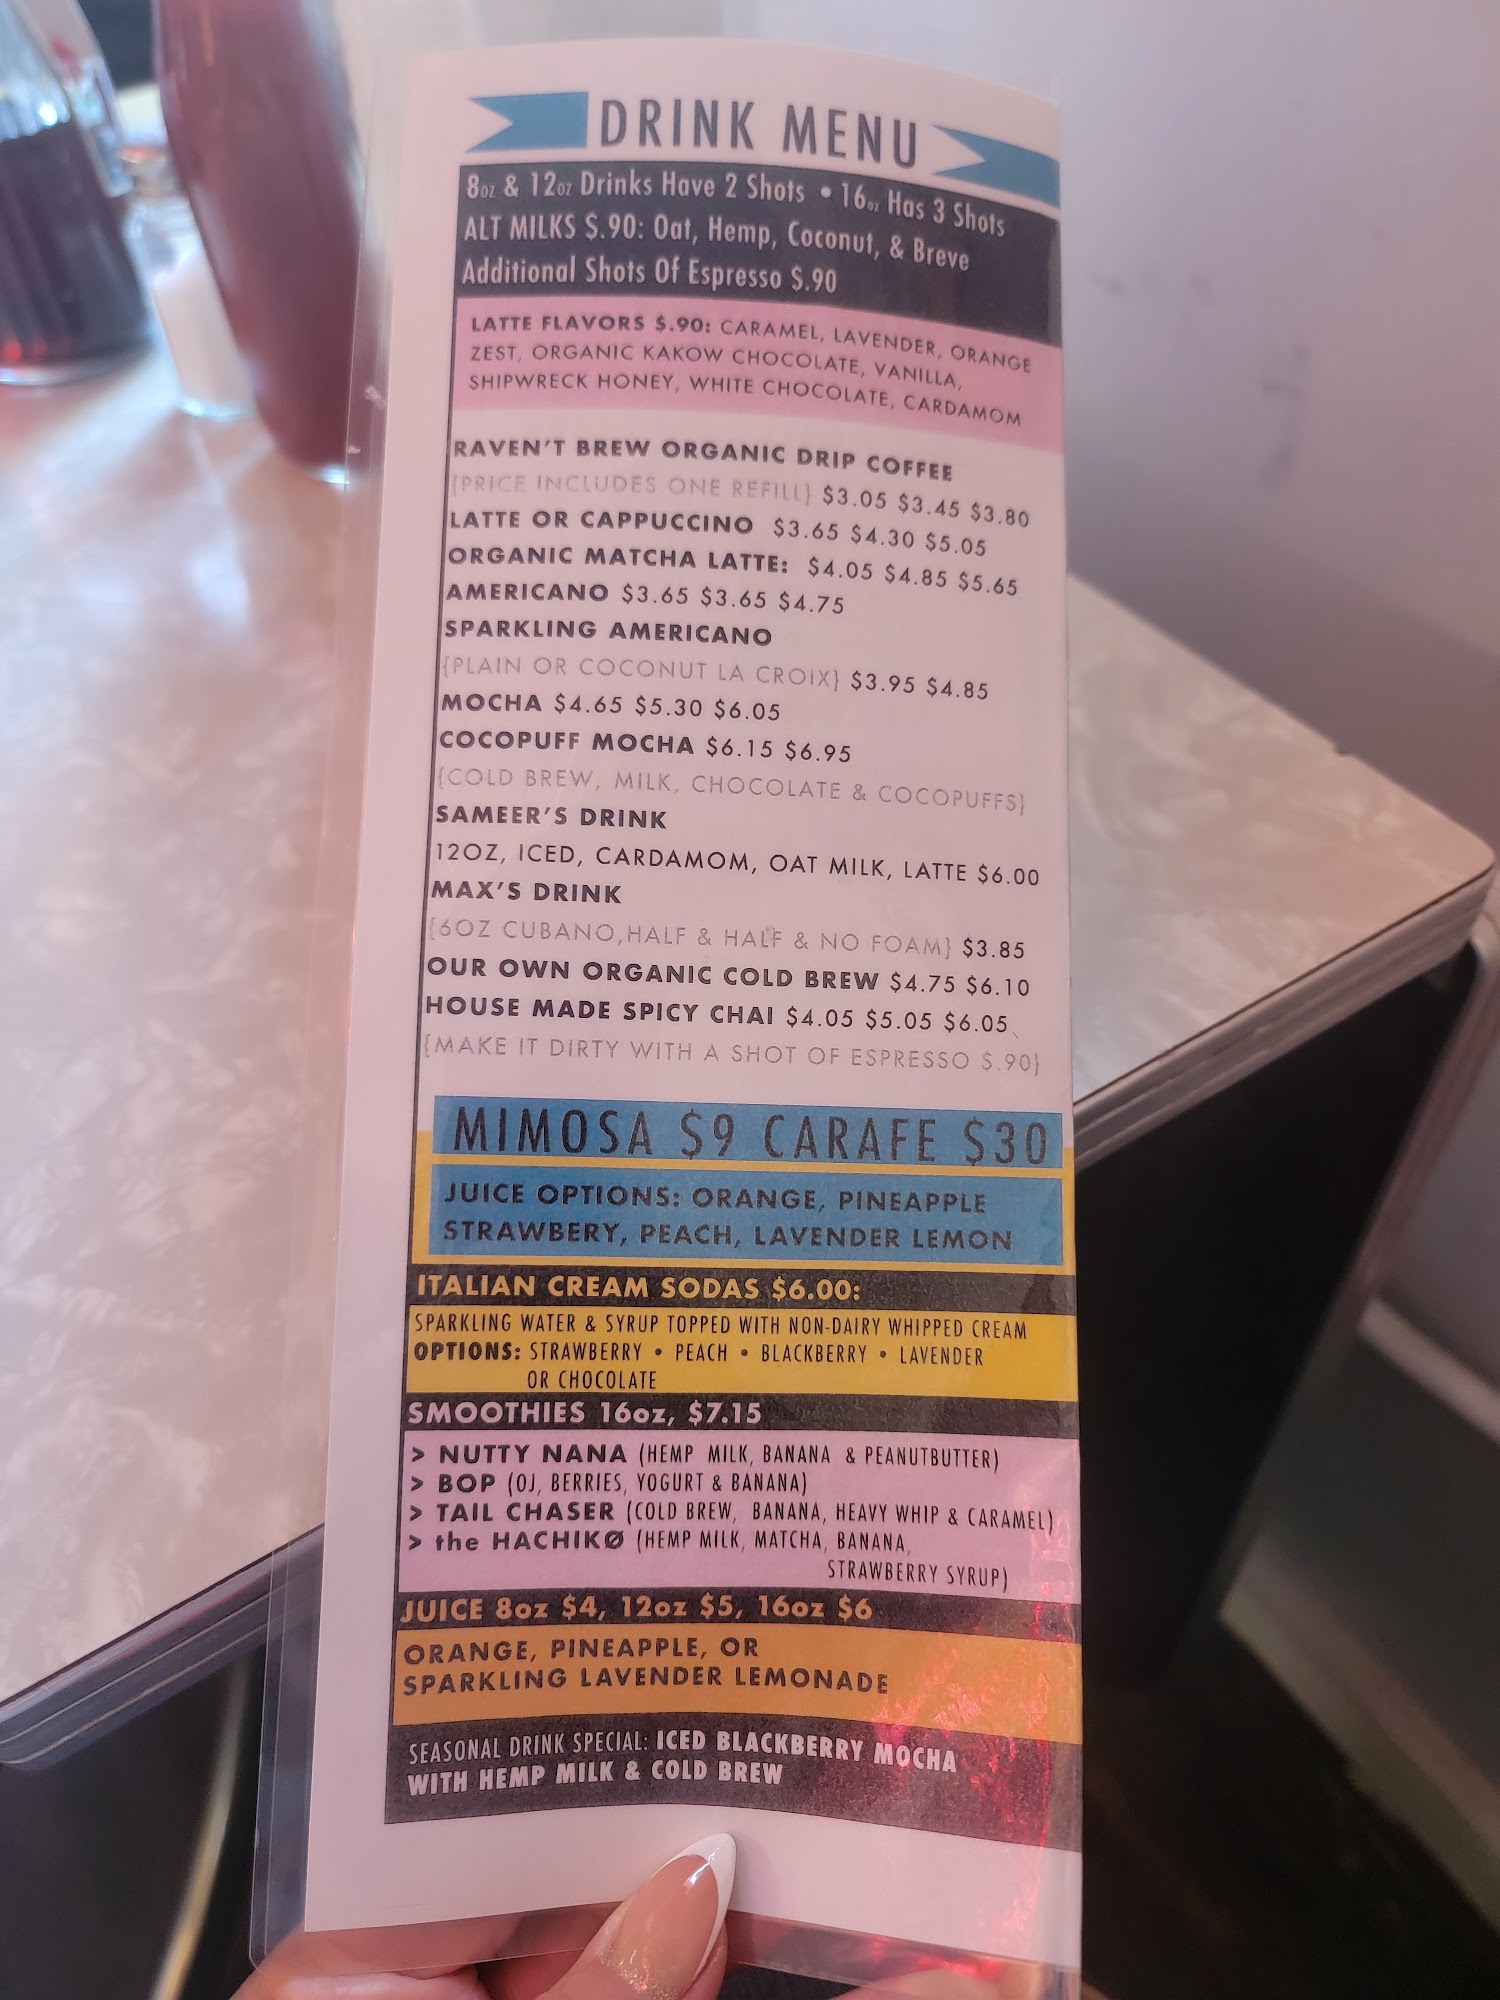 DRINK MENU
8oz & 12oz Drinks Have 2 Shots • 16oz Has 3 Shots
ALT MILKS $.90: Oat, Hemp, Coconut, & Breve
Additional Shots Of Espresso $.90
LATTE FLAVORS $.90: CARAMEL, LAVENDER, ORANGE
ZEST, ORGANIC KAKOW CHOCOLATE, VANILLA,
SHIPWRECK HONEY, WHITE CHOCOLATE, CARDAMOM
RAVEN'T BREW ORGANIC DRIP COFFEE
{PRICE INCLUDES ONE REFILL} $3.05 $3.45 $3.80
LATTE OR CAPPUCCINO $3.65 $4.30 $5.05
ORGANIC MATCHA LATTE: $4.05 $4.85 $5.65
AMERICANO $3.65 $3.65 $4.75
SPARKLING AMERICANO
{PLAIN OR COCONUT LA CROIX} $3.95 $4.85
MOCHA $4.65 $5.30 $6.05
COCOPUFF MOCHA $6.15 $6.95
{COLD BREW, MILK, CHOCOLATE & COCOPUFFS}
SAMEER'S DRINK
12OZ, ICED, CARDAMOM, OAT MILK, LATTE $6.00
MAX'S DRINK
{6OZ CUBANO,HALF & HALF & NO FOAM} $3.85
OUR OWN ORGANIC COLD BREW $4.75 $6.10
HOUSE MADE SPICY CHAI $4.05 $5.05 $6.05
{MAKE IT DIRTY WITH A SHOT OF ESPRESSO $.90}
MIMOSA $9 CARAFE $30
JUICE OPTIONS: ORANGE, PINEAPPLE
STRAWBERY, PEACH, LAVENDER LEMON
ITALIAN CREAM SODAS $6.00:
SPARKLING WATER & SYRUP TOPPED WITH NON-DAIRY WHIPPED CREAM
OPTIONS: STRAWBERRY • PEACH • BLACKBERRY • LAVENDER
OR CHOCOLATE
SMOOTHIES 16oz, $7.15
> NUTTY NANA (HEMP MILK, BANANA & PEANUTBUTTER)
> BOP (OJ, BERRIES, YOGURT & BANANA)
> TAIL CHASER (COLD BREW, BANANA, HEAVY WHIP & CARAMEL)
> the HACHIKØ (HEMP MILK, MATCHA, BANANA,
STRAWBERRY SYRUP)
JUICE 8oz $4, 12oz $5, 16oz $6
ORANGE, PINEAPPLE, OR
SPARKLING LAVENDER LEMONADE
SEASONAL DRINK SPECIAL: ICED BLACKBERRY MOCHA
WITH HEMP MILK & COLD BREW